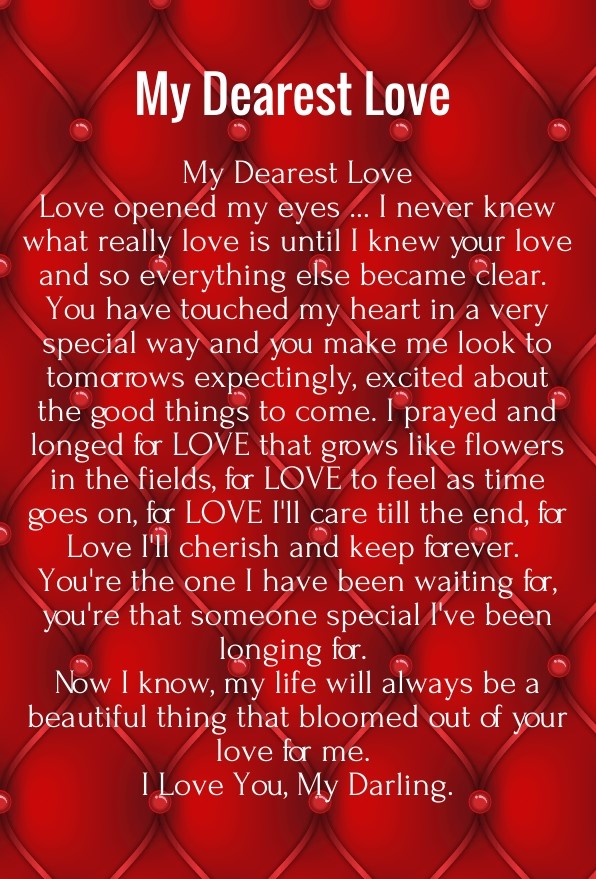 My Dearest Love
My Dearest Love
Love opened my eyes ... I never knew
what really love is until I knew your love
and so everything else became clear.
You have touched my heart in a very
special way and you make me look to
tomorrows expectingly, excited about
the good things to come. I prayed and
longed for LOVE that grows like flowers
in the fields, for LOVE to feel as time
goes on, for LOVE I'll care till the end, for
Love I'll cherish and keep forever.
You're the one I have been waiting for,
you're that someone special I've been
longing for.
Now I know, my life will always be a
beautiful thing that bloomed out of your
love for me.
I Love You, My Darling.